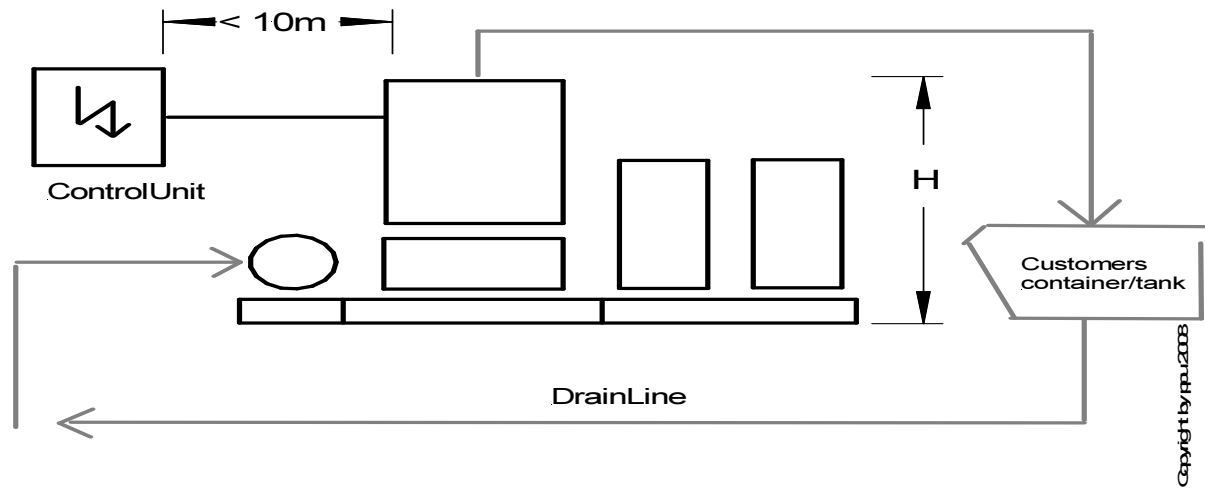 < 10m
ControlUnit
H
Customers
container/tank
DrainLine
Copyright by ppu2008